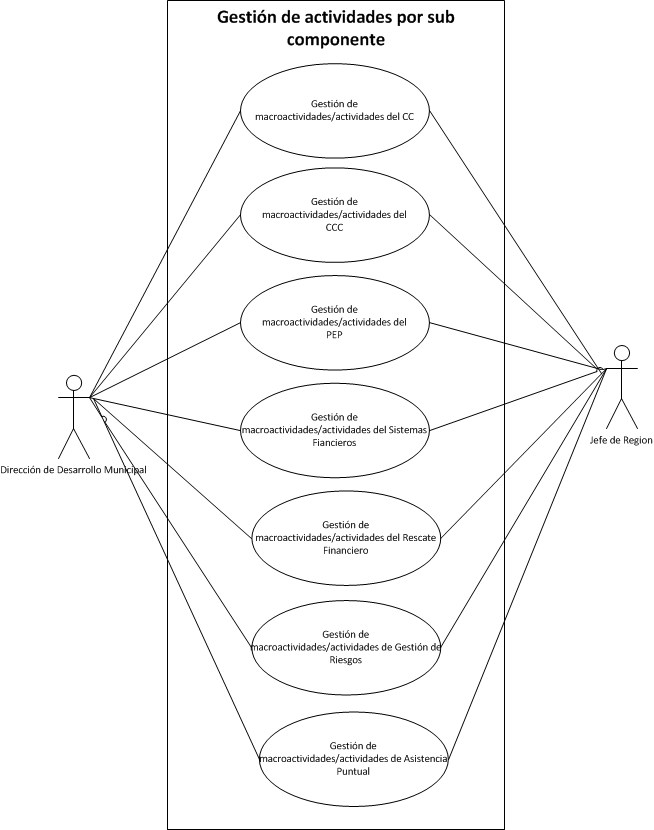 Gestión de actividades por sub
componente
Gestión de
macroactividades/actividades del CC
Gestión de
macroactividades/actividades del
CCC
Gestión de
macroactividades/actividades del
PEP
Gestión de
macroactividades/actividades del Sistemas
Fiancieros
Gestión de
macroactividades/actividades del Rescate
Financiero
Gestión de
macroactividades/actividades de Gestión de
Riesgos
Gestión de
macroactividades/actividades de Asistencia
Puntual
Dirección de Desarrollo Municipal
Jefe de Region